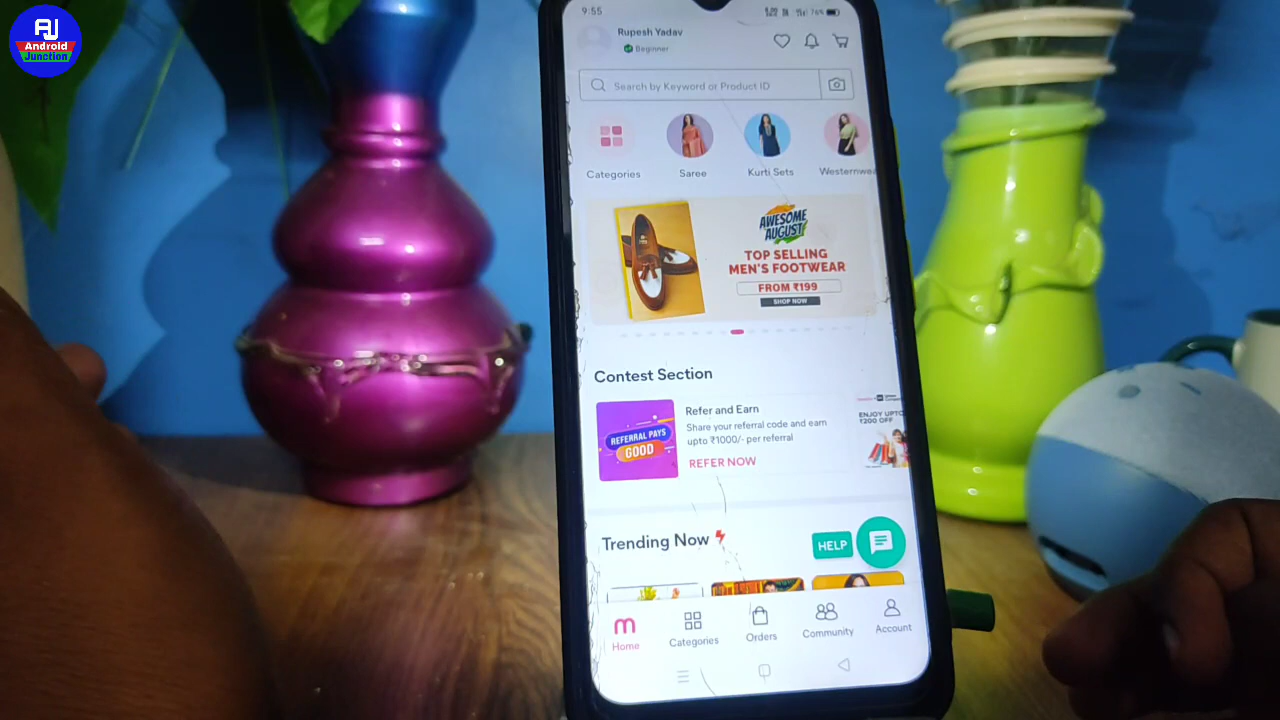 AJ
Android
Junction
9:55
76%
Rupesh Yadav
Beginner
Search by Keyword or Product ID
Categories
Saree
Kurti Sets
Westernwea
AWESOME
AUGUST
TOP SELLING
MEN'S FOOTWEAR
FROM ₹199
SHOP NOW
Contest Section
Refer and Earn
Share your referral code and earn
upto ₹1000/- per referral
REFER NOW
REFERRAL PAYS
GOOD
ENJOY UPTO
₹200 OFF
Trending Now
HELP
m
Home
Categories
Orders
Community
Account